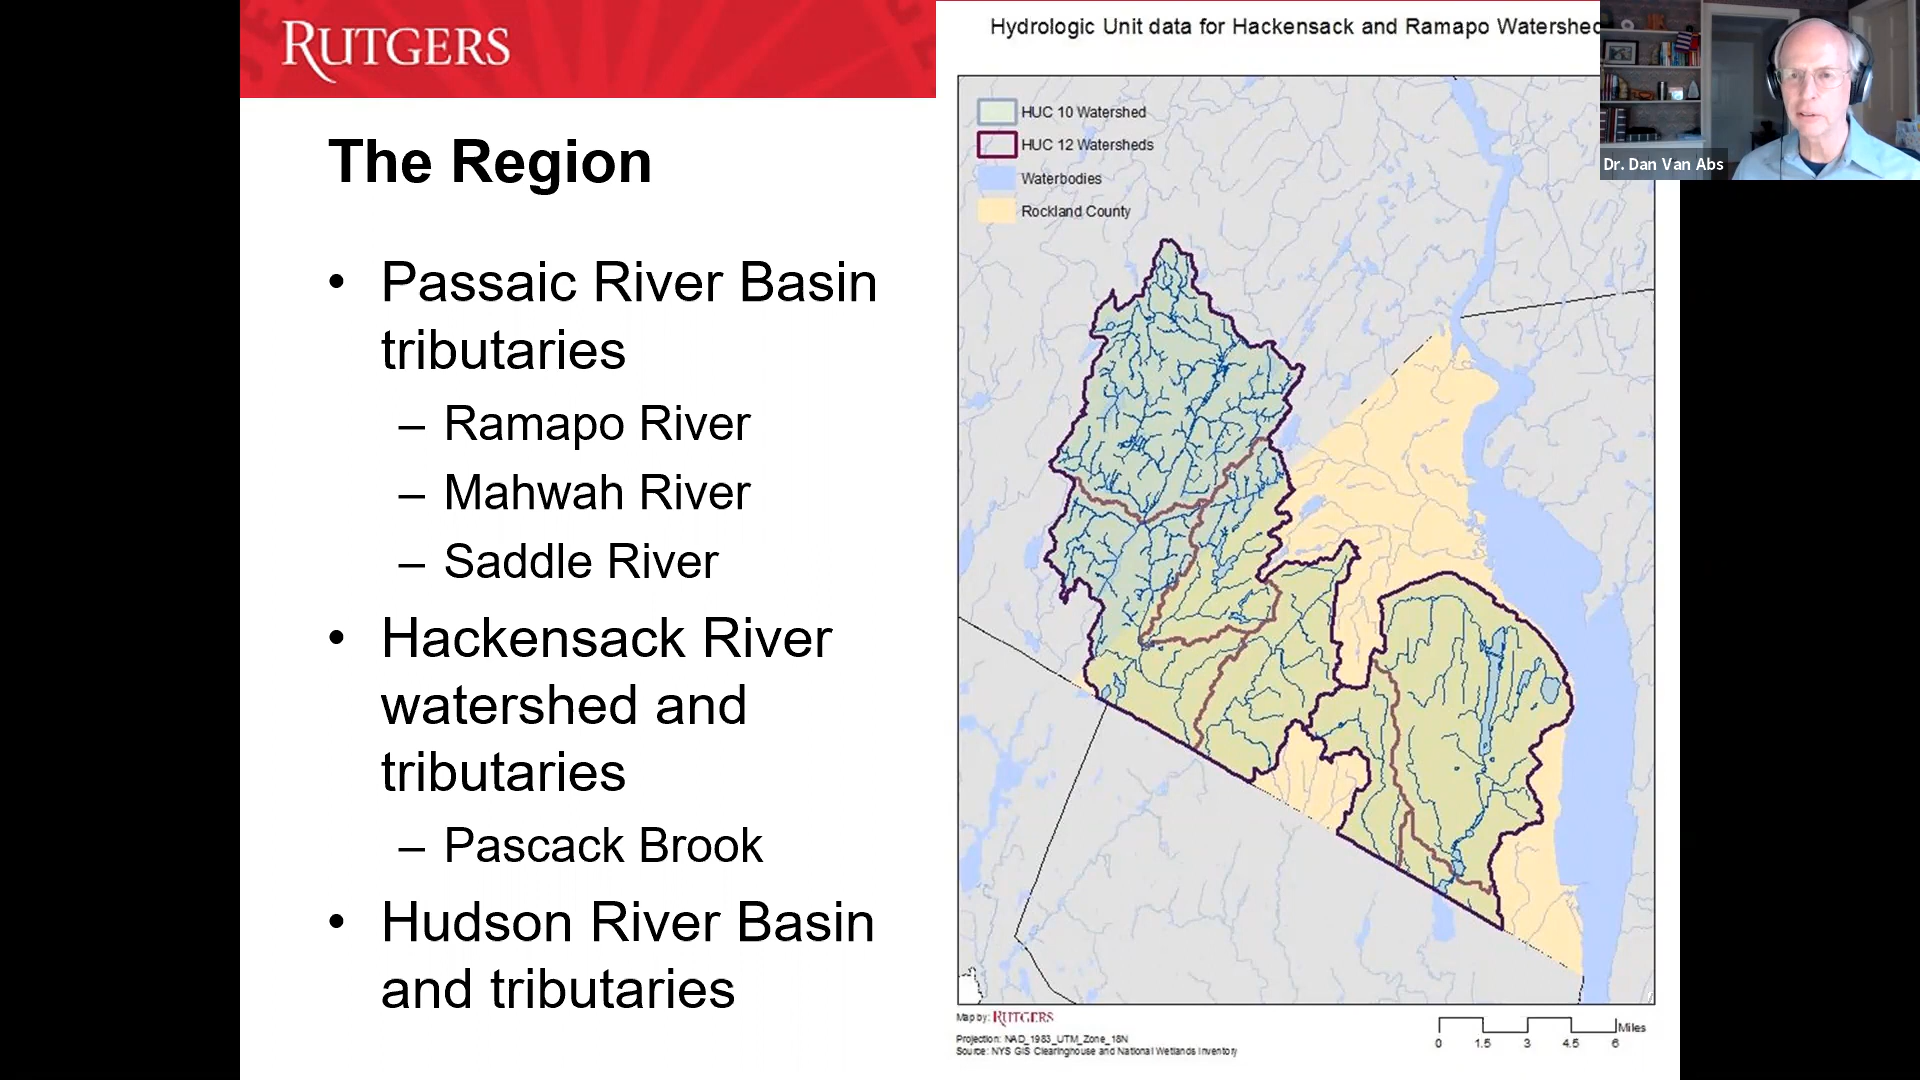 RUTGERS
The Region
• Passaic River Basin
tributaries
– Ramapo River
– Mahwah River
– Saddle River
• Hackensack River
watershed and
tributaries
– Pascack Brook
• Hudson River Basin
and tributaries
Hydrologic Unit data for Hackensack and Ramapo Watershed
HUC 10 Watershed
HUC 12 Watersheds
Waterbodies
Rockland County
Map by: RUTGERS
Projection: NAD_1983_UTM_Zone_18N
Source: NYS GIS Clearinghouse and National Wetlands Inventory
Miles
0 1.5 3 4.5 6
Dr. Dan Van Abs